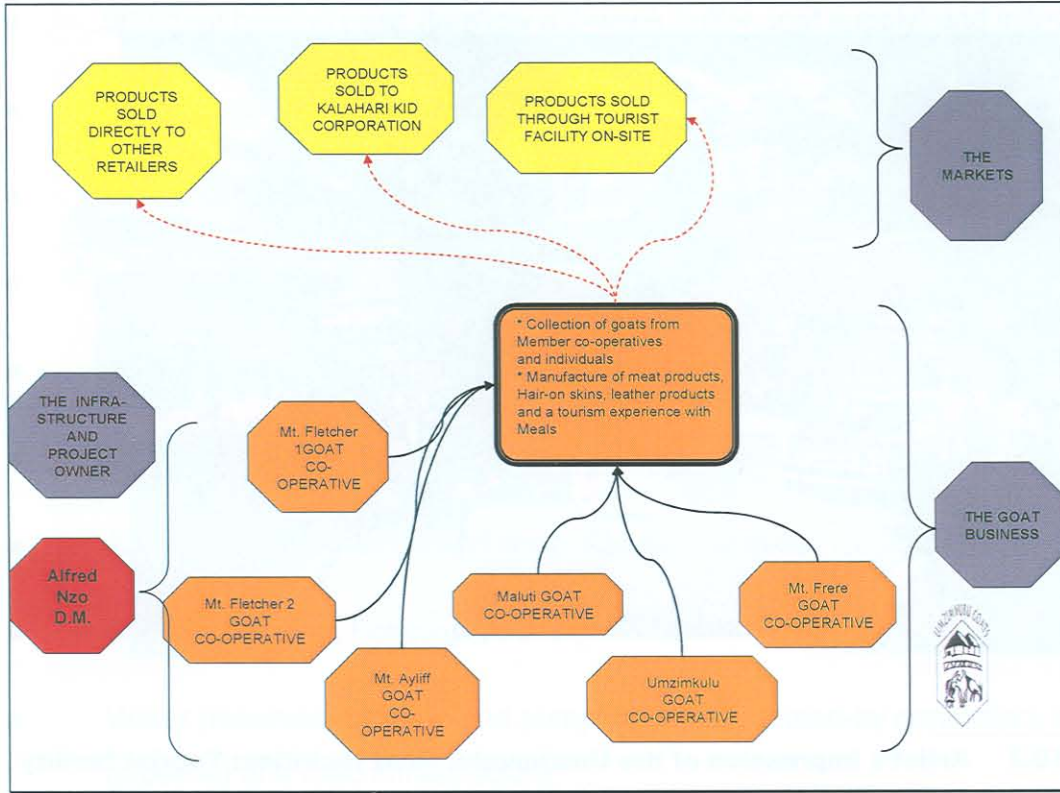 PRODUCTS
SOLD
DIRECTLY TO
OTHER
RETAILERS
PRODUCTS
SOLD TO
KALAHARI KID
CORPORATION
PRODUCTS SOLD
THROUGH TOURIST
FACILITY ON-SITE
THE
MARKETS
* Collection of goats from
Member co-operatives
and individuals
* Manufacture of meat products,
Hair-on skins, leather products
and a tourism experience with
Meals
THE INFRA-
STRUCTURE
AND
PROJECT
OWNER
Mt. Fletcher
1GOAT
CO-
OPERATIVE
THE GOAT
BUSINESS
Alfred
Nzo
D.M.
Mt. Fletcher 2
GOAT
CO-OPERATIVE
Maluti GOAT
CO-OPERATIVE
Mt. Frere
GOAT
CO-OPERATIVE
Mt. Ayliff
GOAT
CO-
OPERATIVE
Umzimkulu
GOAT
CO-OPERATIVE
UMZIMVUBU GOATS